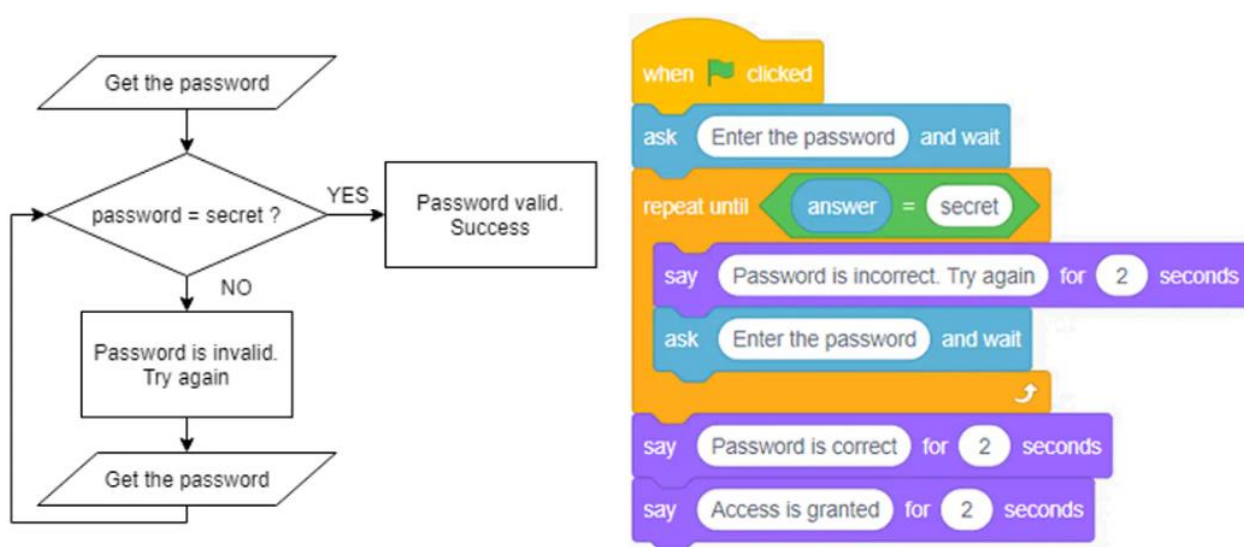 Get the password
password = secret ?
YES
Password valid.
Success
NO
Password is invalid.
Try again
Get the password
when clicked
ask Enter the password and wait
repeat until answer = secret
say Password is incorrect. Try again for 2 seconds
ask Enter the password and wait
say Password is correct for 2 seconds
say Access is granted for 2 seconds